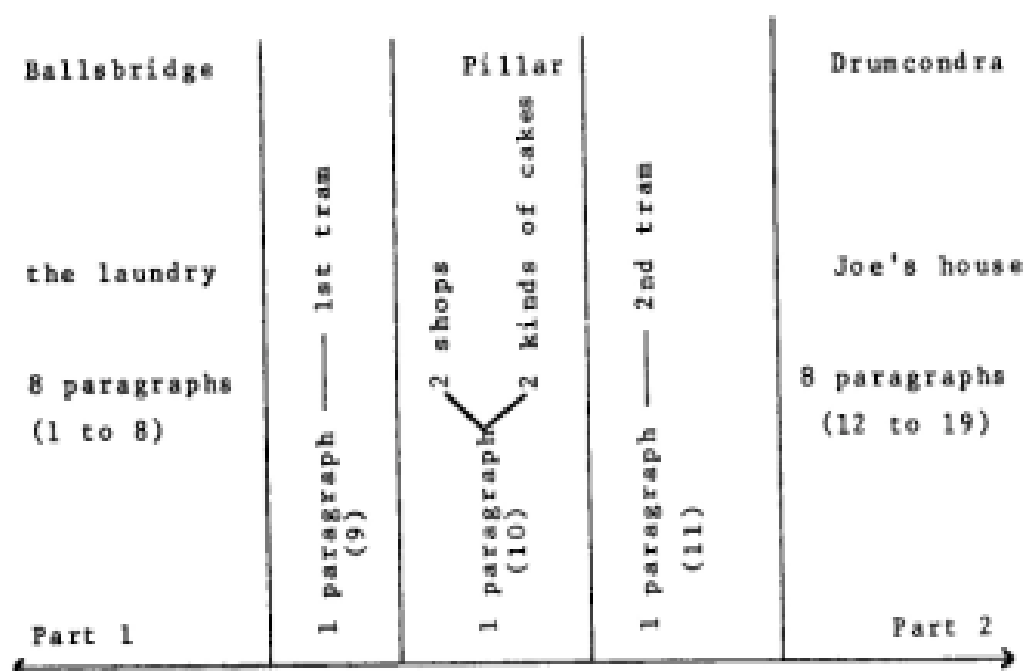 Ballsbridge
the laundry
8 paragraphs
(1 to 8)
Part 1
1 paragraph — 1st tram
(9)
Pillar
2 shops
2 kinds of cakes
1 paragraph
(10)
1 paragraph — 2nd tram
(11)
Drumcondra
Joe's house
8 paragraphs
(12 to 19)
Part 2